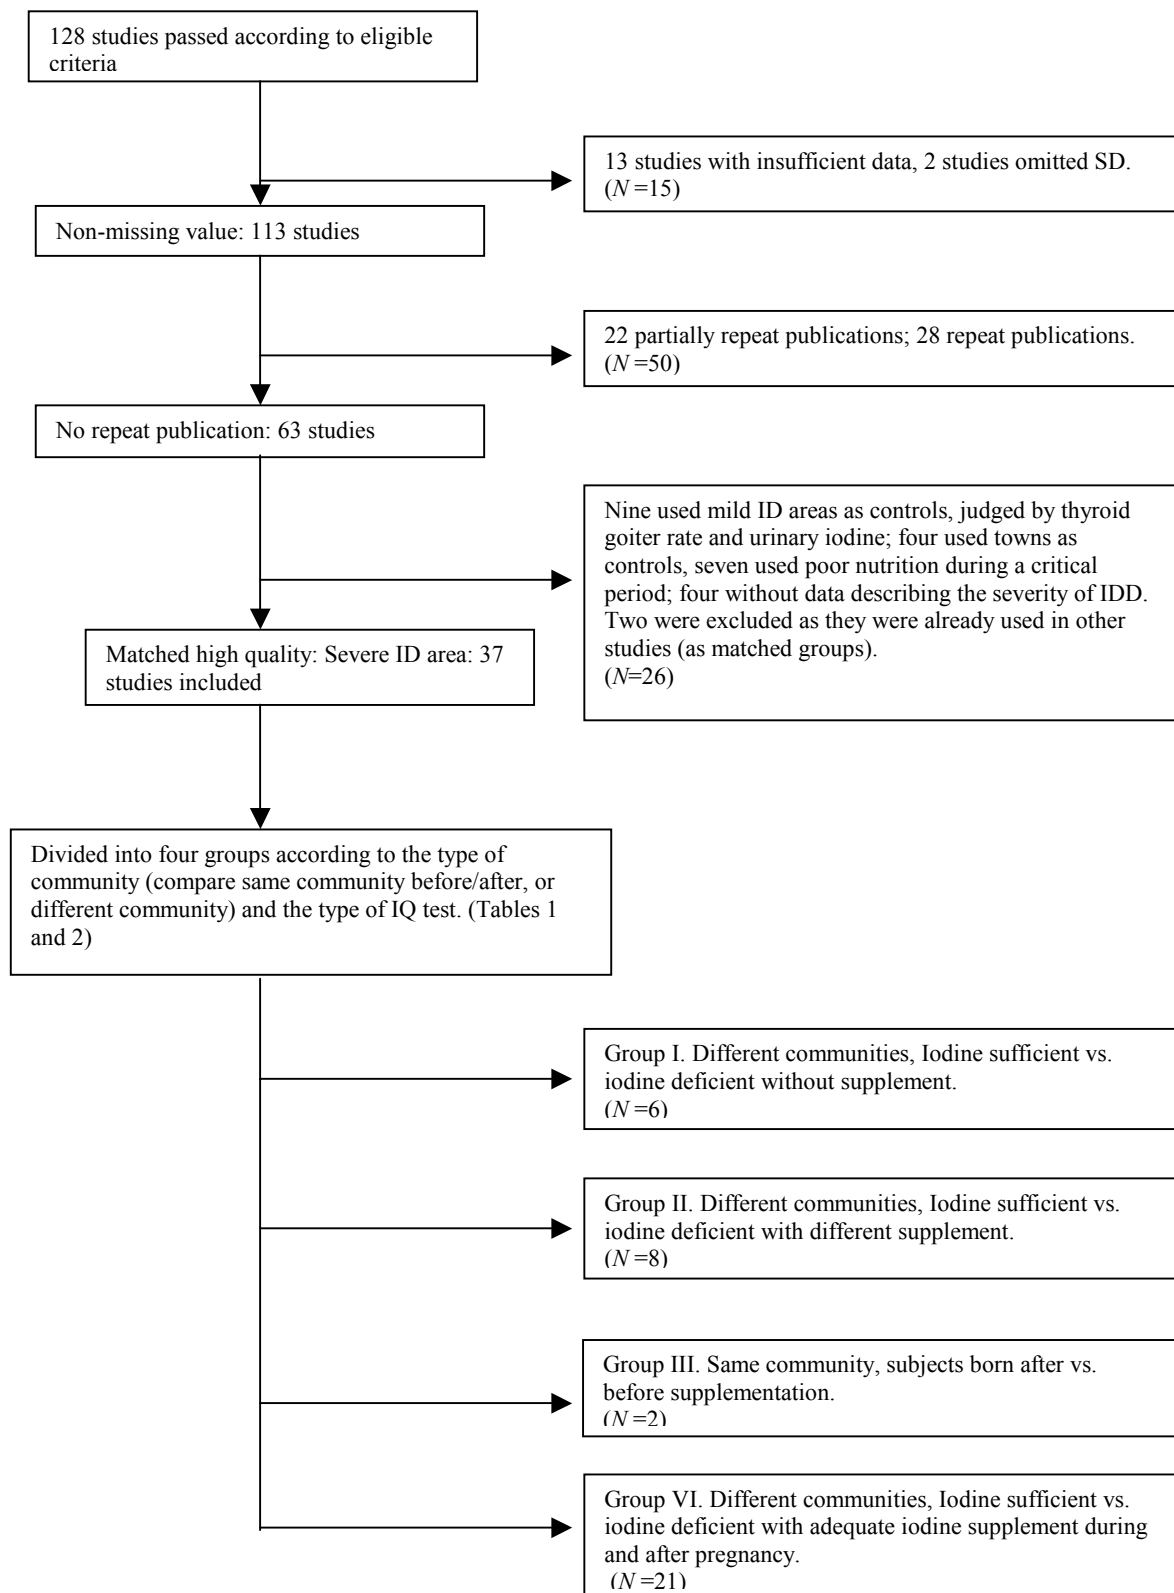 128 studies passed according to eligible
criteria
13 studies with insufficient data, 2 studies omitted SD.
(N =15)
Non-missing value: 113 studies
22 partially repeat publications; 28 repeat publications.
(N =50)
No repeat publication: 63 studies
Nine used mild ID areas as controls, judged by thyroid
goiter rate and urinary iodine; four used towns as
controls, seven used poor nutrition during a critical
period; four without data describing the severity of IDD.
Two were excluded as they were already used in other
studies (as matched groups).
(N=26)
Matched high quality: Severe ID area: 37
studies included
Divided into four groups according to the type of
community (compare same community before/after, or
different community) and the type of IQ test. (Tables 1
and 2)
Group I. Different communities, Iodine sufficient vs.
iodine deficient without supplement.
(N =6)
Group II. Different communities, Iodine sufficient vs.
iodine deficient with different supplement.
(N =8)
Group III. Same community, subjects born after vs.
before supplementation.
(N =2)
Group VI. Different communities, Iodine sufficient vs.
iodine deficient with adequate iodine supplement during
and after pregnancy.
(N =21)